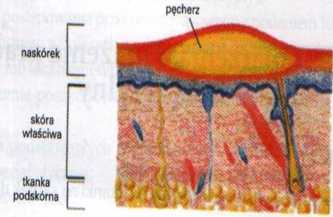 pęcherz
naskórek
skóra
właściwa
tkanka
podskórna